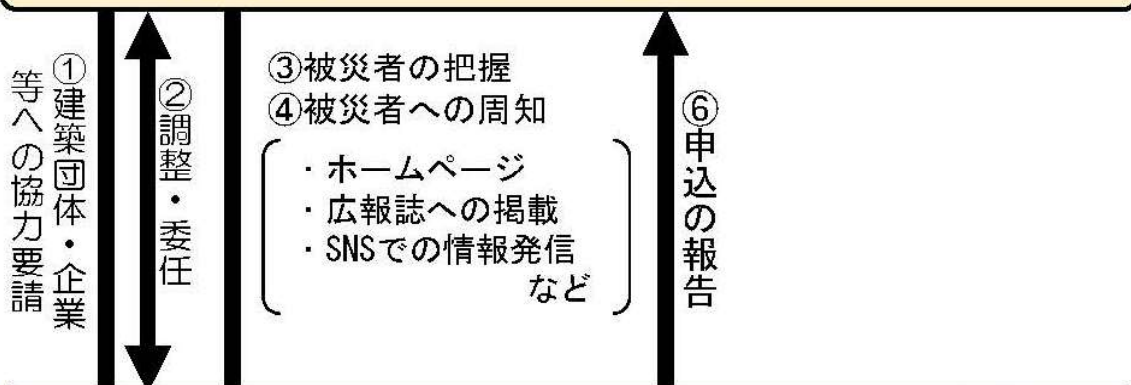 ①建築団体・企業
等への協力要請
②調整・委任
③被災者の把握
④被災者への周知
・ホームページ
・広報誌への掲載
・SNSでの情報発信
など
⑥申込の報告